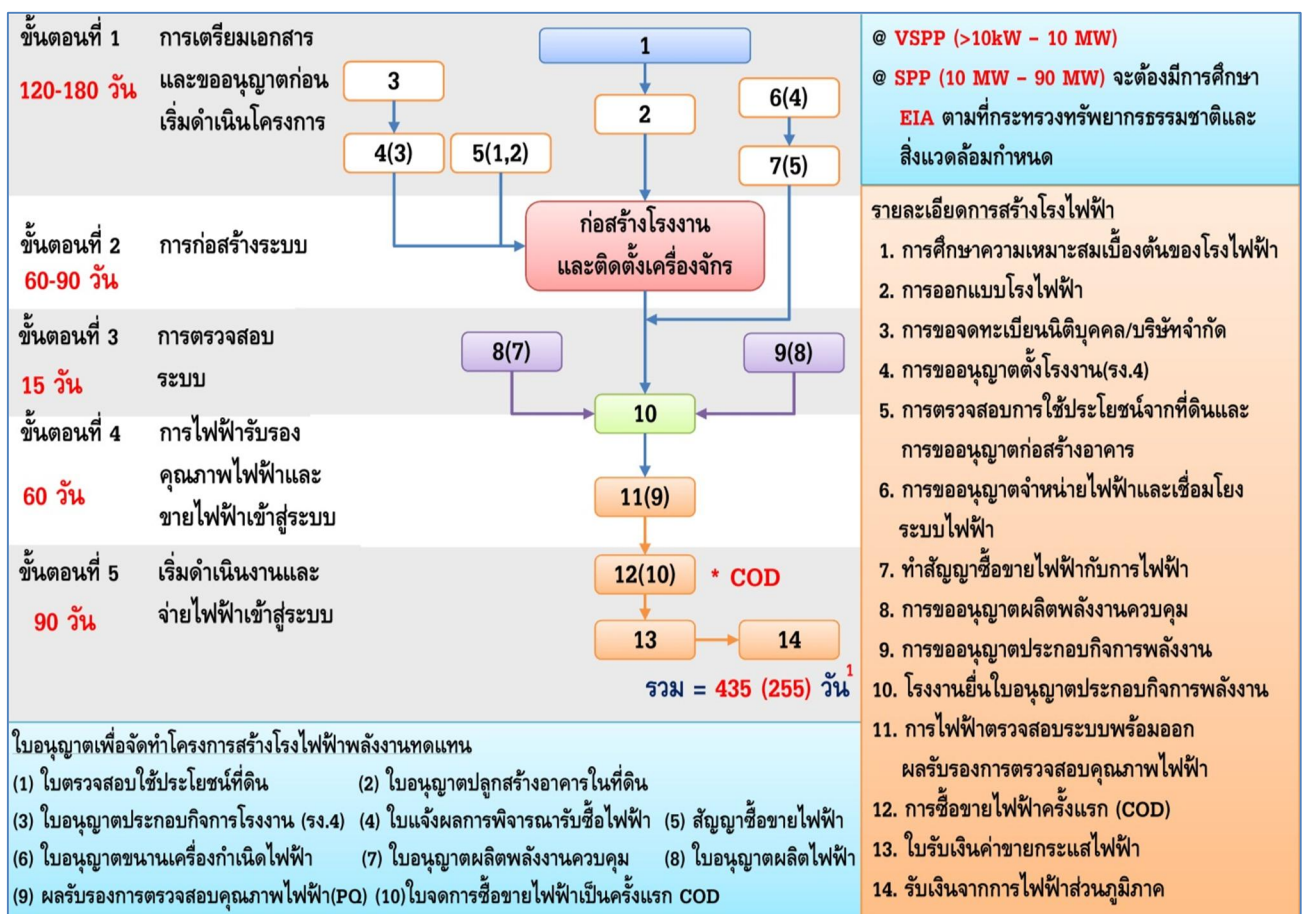 ขั้นตอนที่ 1 การเตรียมเอกสาร
120-180 วัน และขออนุญาตก่อน
เริ่มดำเนินโครงการ
1
3
2
6(4)
4(3) 5(1,2)
7(5)
ขั้นตอนที่ 2 การก่อสร้างระบบ
60-90 วัน
ก่อสร้างโรงงาน
และติดตั้งเครื่องจักร
ขั้นตอนที่ 3 การตรวจสอบ
15 วัน ระบบ
8(7) 9(8)
10
ขั้นตอนที่ 4 การไฟฟ้ารับรอง
60 วัน คุณภาพไฟฟ้าและ
ขายไฟฟ้าเข้าสู่ระบบ
11(9)
ขั้นตอนที่ 5 เริ่มดำเนินงานและ
90 วัน จ่ายไฟฟ้าเข้าสู่ระบบ
12(10) * COD
13 14
รวม = 435 (255) วัน1
@ VSPP (>10kW – 10 MW)
@ SPP (10 MW – 90 MW) จะต้องมีการศึกษา
EIA ตามที่กระทรวงทรัพยากรธรรมชาติและ
สิ่งแวดล้อมกำหนด
รายละเอียดการสร้างโรงไฟฟ้า
1. การศึกษาความเหมาะสมเบื้องต้นของโรงไฟฟ้า
2. การออกแบบโรงไฟฟ้า
3. การขอจดทะเบียนนิติบุคคล/บริษัทจำกัด
4. การขออนุญาตตั้งโรงงาน(รง.4)
5. การตรวจสอบการใช้ประโยชน์จากที่ดินและ
การขออนุญาตก่อสร้างอาคาร
6. การขออนุญาตจำหน่ายไฟฟ้าและเชื่อมโยง
ระบบไฟฟ้า
7. ทำสัญญาซื้อขายไฟฟ้ากับการไฟฟ้า
8. การขออนุญาตผลิตพลังงานควบคุม
9. การขออนุญาตประกอบกิจการพลังงาน
10. โรงงานยื่นใบอนุญาตประกอบกิจการพลังงาน
11. การไฟฟ้าตรวจสอบระบบพร้อมออก
ผลรับรองการตรวจสอบคุณภาพไฟฟ้า
12. การซื้อขายไฟฟ้าครั้งแรก (COD)
13. ใบรับเงินค่าขายกระแสไฟฟ้า
14. รับเงินจากการไฟฟ้าส่วนภูมิภาค
ใบอนุญาตเพื่อจัดทำโครงการสร้างโรงไฟฟ้าพลังงานทดแทน
(1) ใบตรวจสอบใช้ประโยชน์ที่ดิน (2) ใบอนุญาตปลูกสร้างอาคารในที่ดิน
(3) ใบอนุญาตประกอบกิจการโรงงาน (รง.4) (4) ใบแจ้งผลการพิจารณารับซื้อไฟฟ้า (5) สัญญาซื้อขายไฟฟ้า
(6) ใบอนุญาตขนานเครื่องกำเนิดไฟฟ้า (7) ใบอนุญาตผลิตพลังงานควบคุม (8) ใบอนุญาตผลิตไฟฟ้า
(9) ผลรับรองการตรวจสอบคุณภาพไฟฟ้า(PQ) (10)ใบจดการซื้อขายไฟฟ้าเป็นครั้งแรก COD